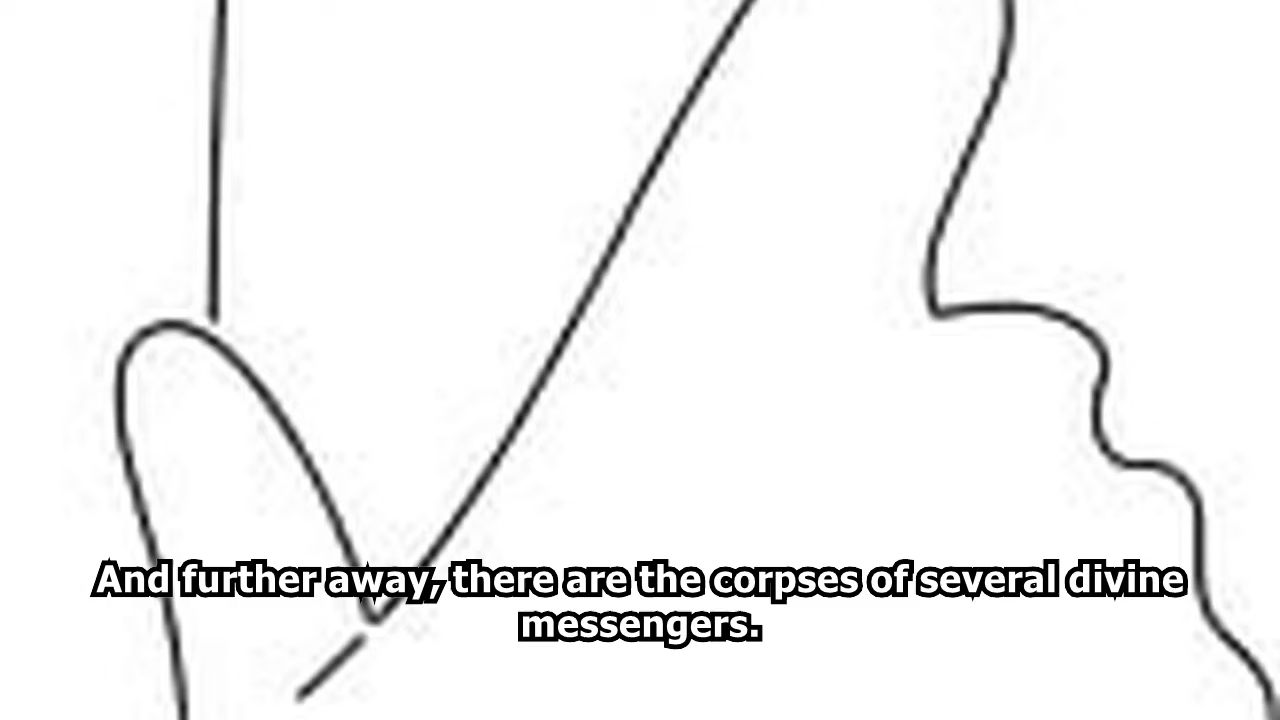 And further away, there are the corpses of several divine
messengers.